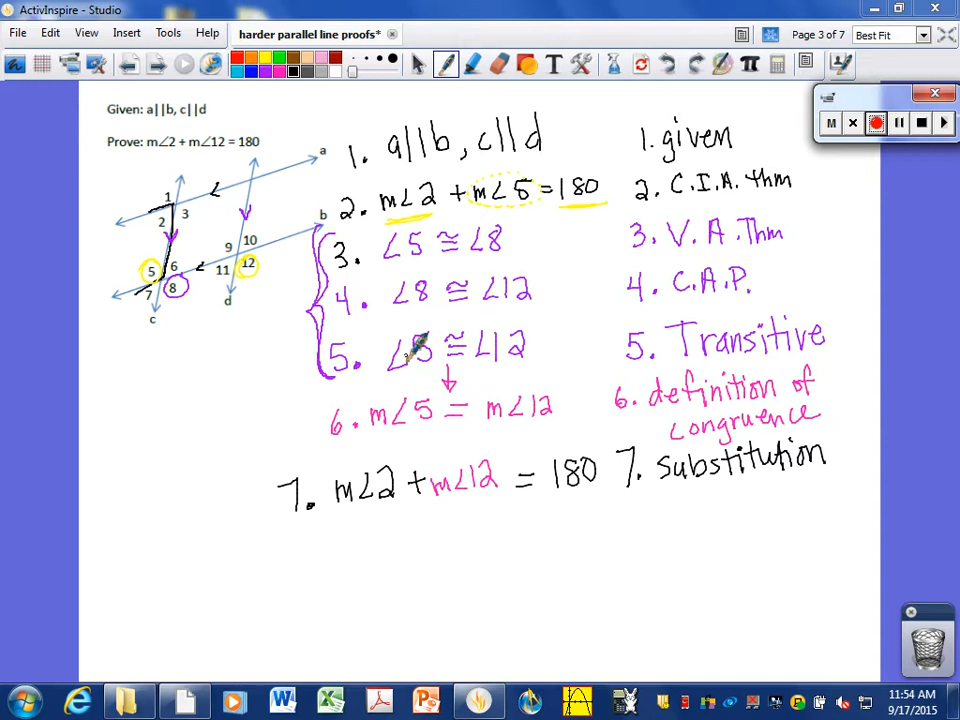 ActivInspire - Studio
File Edit View Insert Tools Help
harder parallel line proofs*
Page 3 of 7
Best Fit
Given: a||b, c||d
Prove: m∠2 + m∠12 = 180
a
b
c
d
1
2
3
5
6
7
8
9
10
11
12
M
1. a||b, c||d 1. given
2. m∠2 + m∠5 = 180 2. C.I.A. thm
3. ∠5 ≅ ∠8 3. V.A. Thm
4. ∠8 ≅ ∠12 4. C.A.P.
5. ∠5 ≅ ∠12 5. Transitive
6. m∠5 = m∠12 6. definition of
congruence
7. m∠2 + m∠12 = 180 7. substitution
11:54 AM
9/17/2015